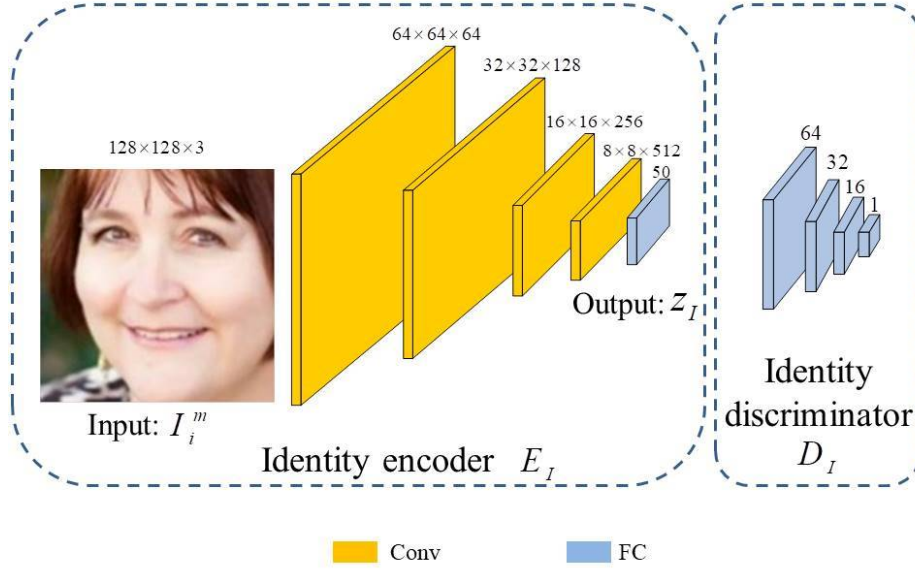 64×64×64
32×32×128
128×128×3
16×16×256
8×8×512
50
64
32
16
1
Output: z_I
Input: I_i^m
Identity encoder E_I
Identity
discriminator
D_I
Conv
FC